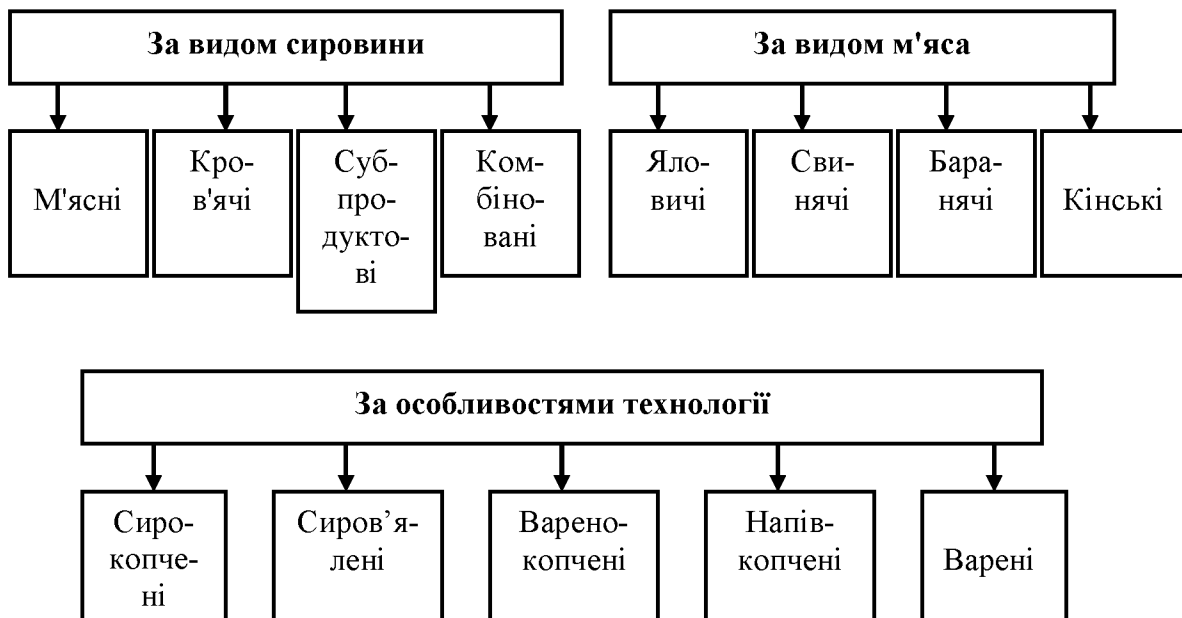 За видом сировини
М'ясні
Кро-
в'ячі
Суб-
про-
дукто-
ві
Ком-
біно-
вані
За видом м'яса
Яло-
вичі
Сви-
нячі
Бара-
нячі
Кінські
За особливостями технології
Сиро-
копче-
ні
Сиров’я-
лені
Варено-
копчені
Напів-
копчені
Варені